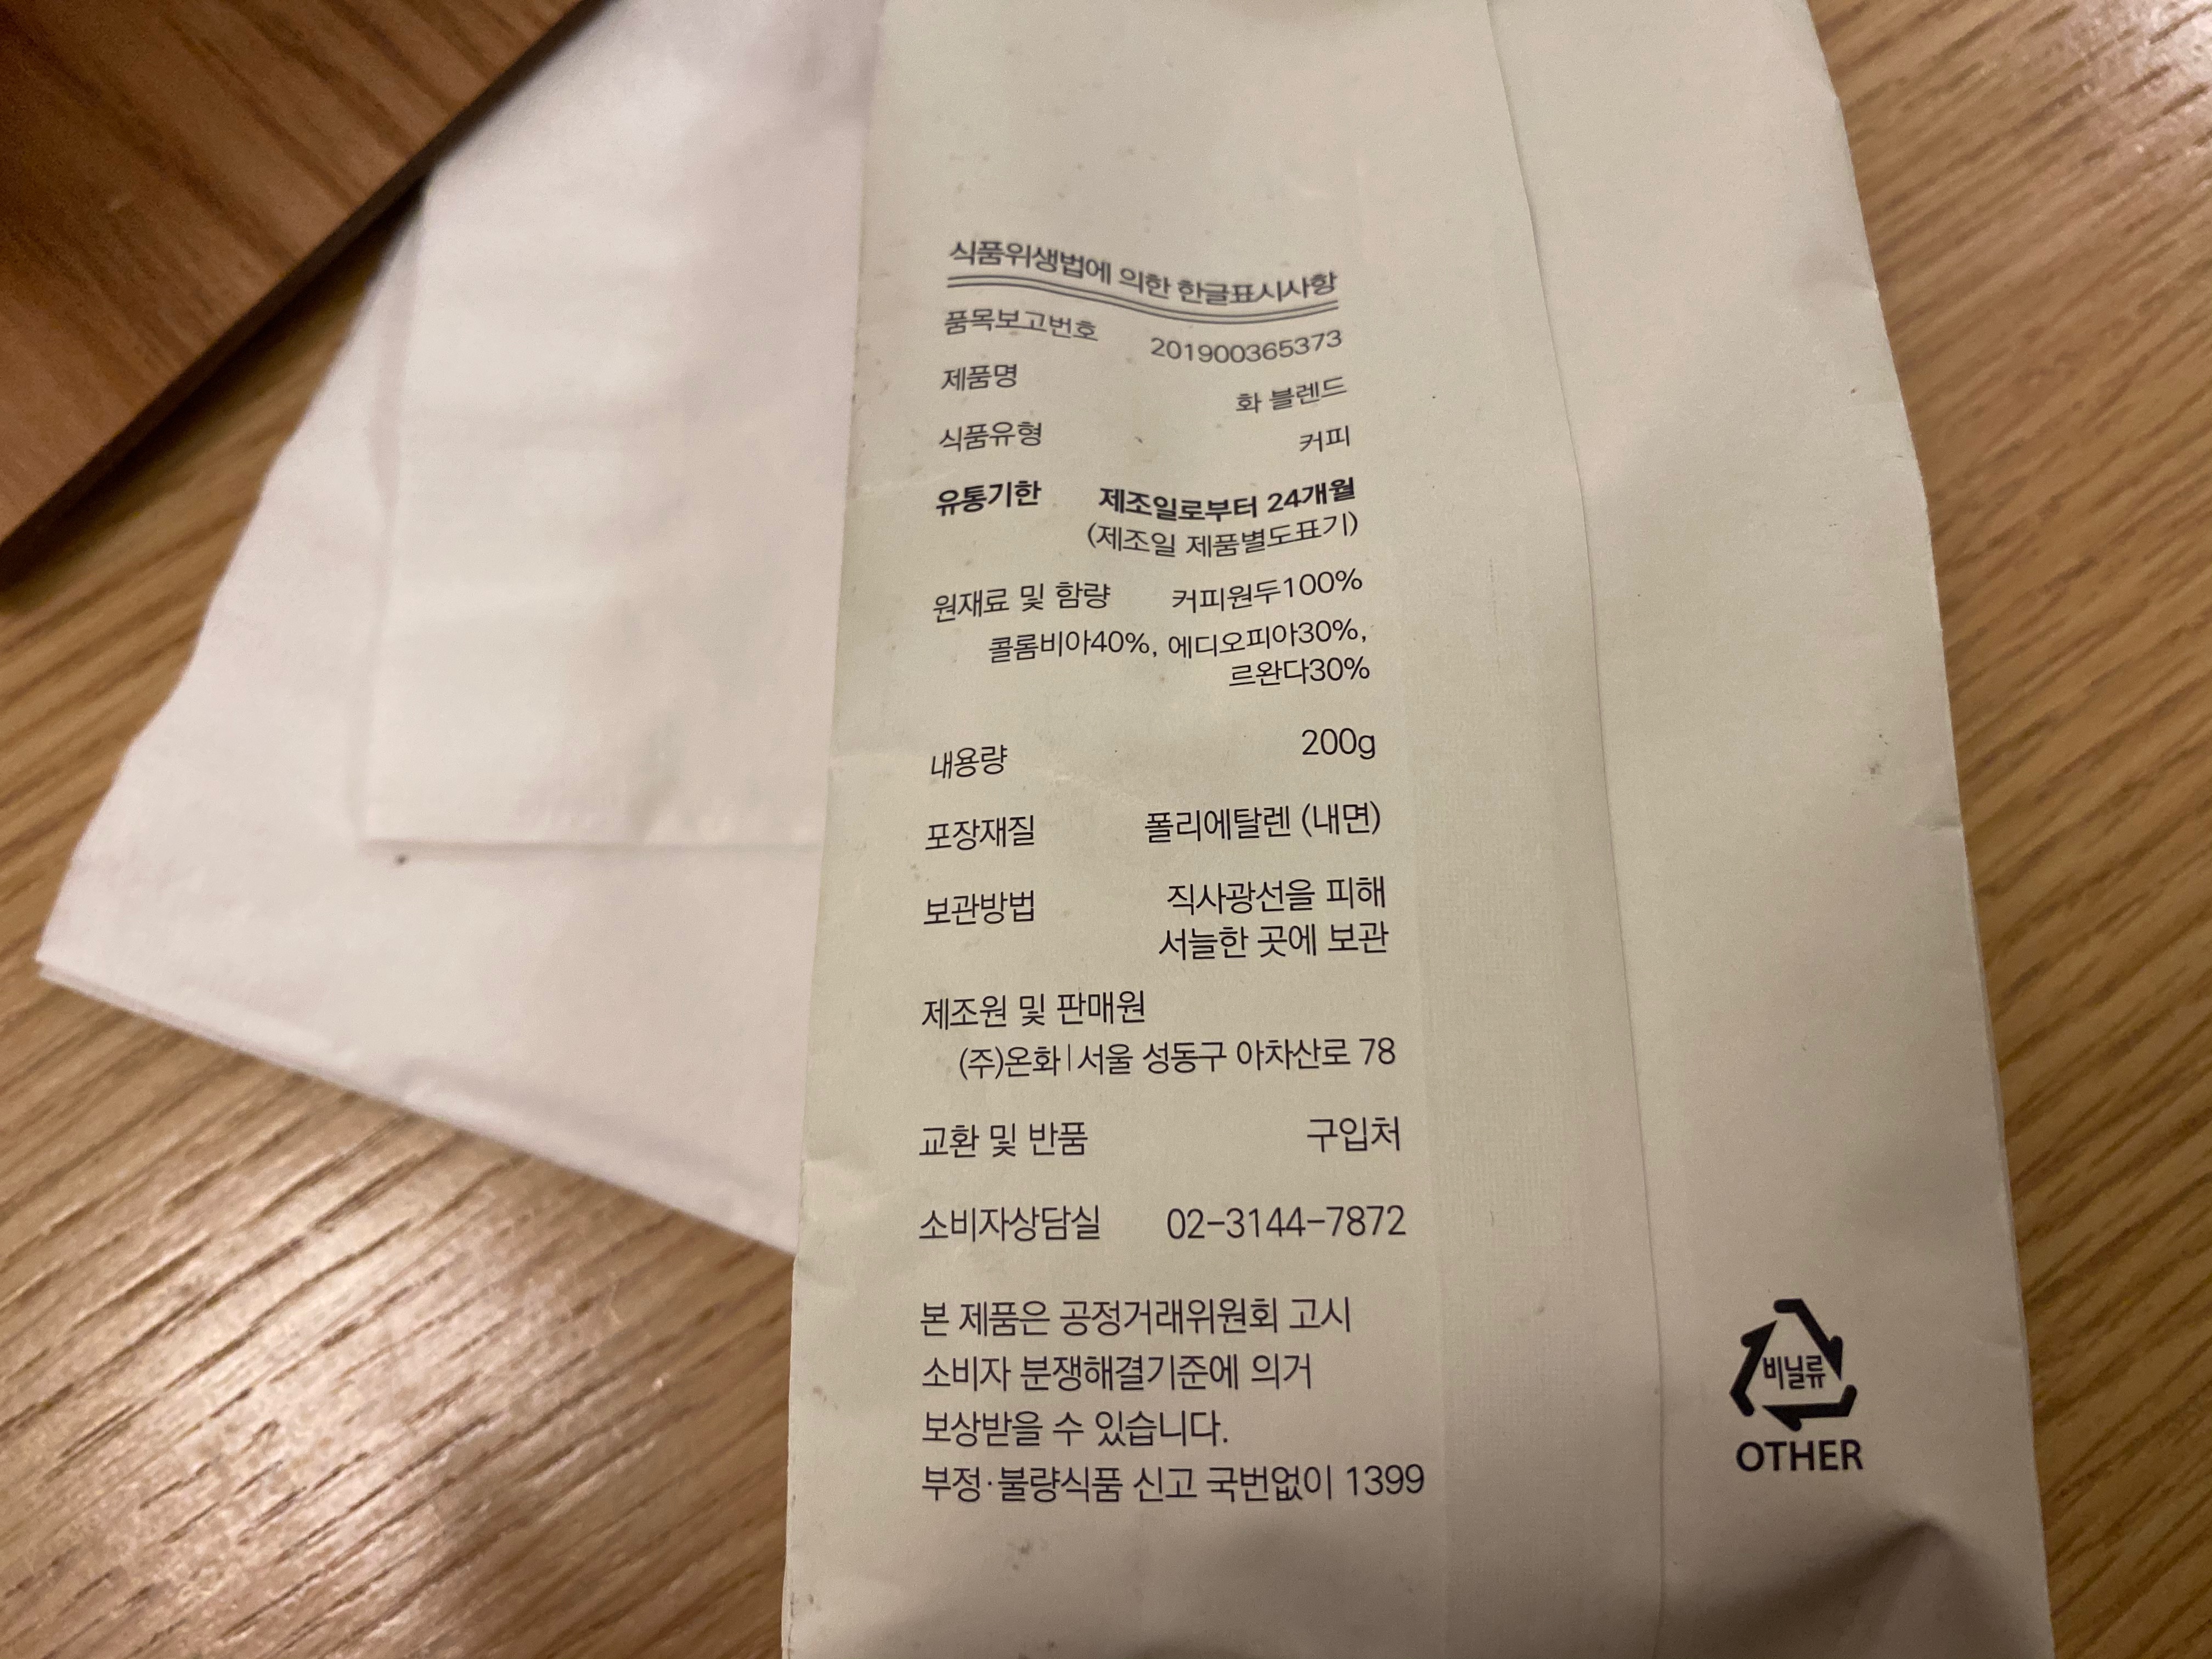 식품위생법에 의한 한글표시사항
품목보고번호 201900365373
제품명 화 블렌드
식품유형 커피
유통기한 제조일로부터 24개월
(제조일 제품별도표기)
원재료 및 함량 커피원두100%
콜롬비아40%, 에디오피아30%,
르완다30%
내용량 200g
포장재질 폴리에탈렌 (내면)
보관방법 직사광선을 피해
서늘한 곳에 보관
제조원 및 판매원
(주)온화 | 서울 성동구 아차산로 78
교환 및 반품 구입처
소비자상담실 02-3144-7872
본 제품은 공정거래위원회 고시
소비자 분쟁해결기준에 의거
보상받을 수 있습니다.
부정·불량식품 신고 국번없이 1399
비닐류
OTHER